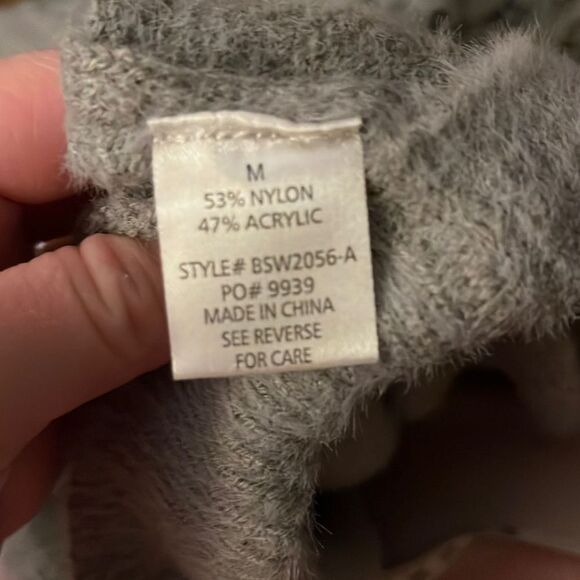 M
53% NYLON
47% ACRYLIC
STYLE# BSW2056-A
PO# 9939
MADE IN CHINA
SEE REVERSE
FOR CARE